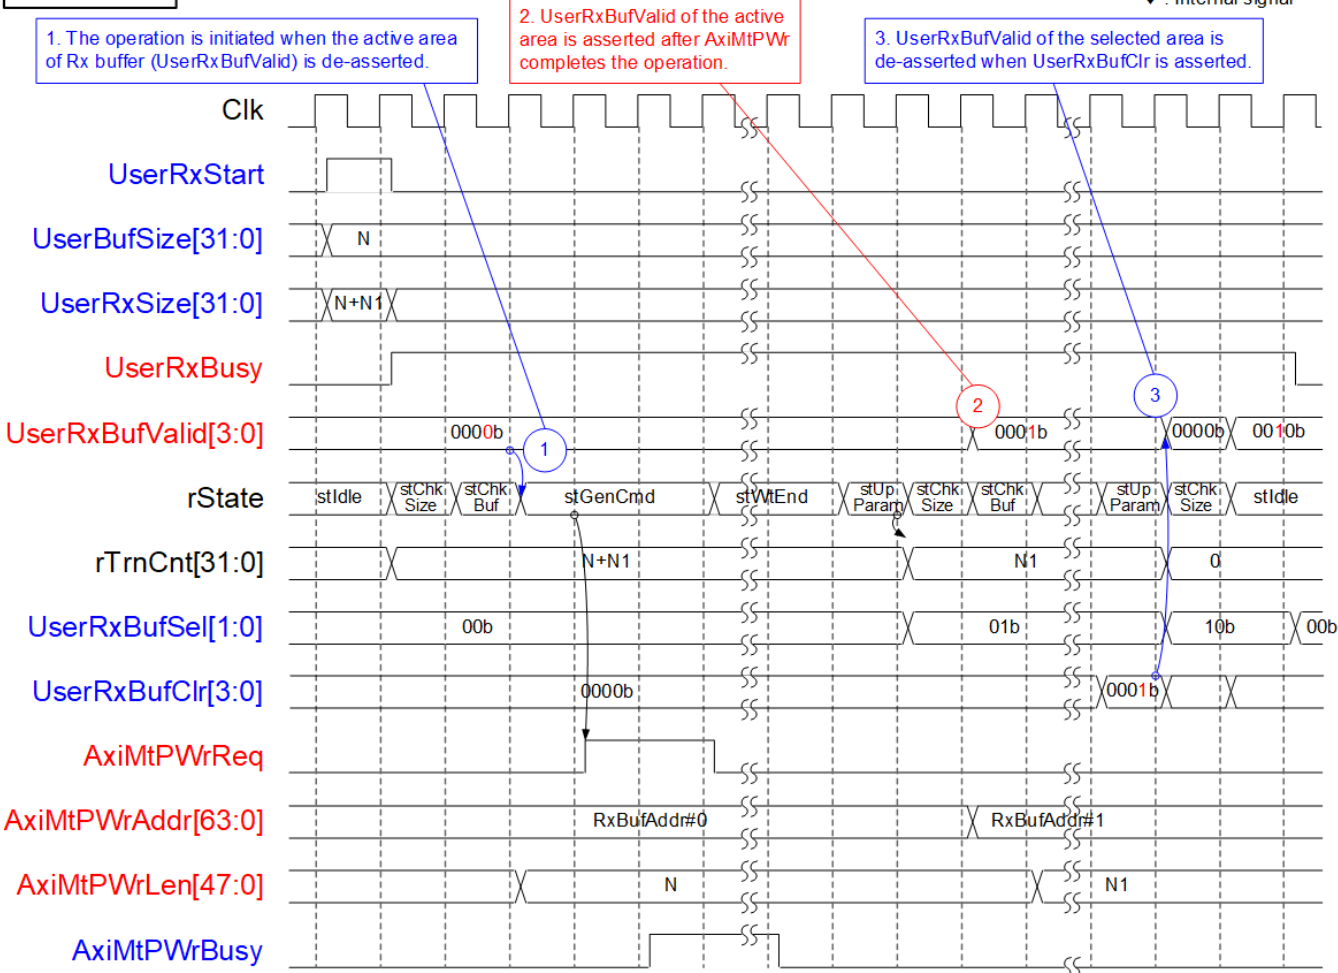 : Internal signal
1. The operation is initiated when the active area
of Rx buffer (UserRxBufValid) is de-asserted.
2. UserRxBufValid of the active
area is asserted after AxiMtPWr
completes the operation.
3. UserRxBufValid of the selected area is
de-asserted when UserRxBufClr is asserted.
Clk
UserRxStart
UserBufSize[31:0] N
UserRxSize[31:0] N+N1
UserRxBusy
UserRxBufValid[3:0] 0000b 1 2 0001b 3 0000b 0010b
rState stIdle stChk Size stChk Buf stGenCmd stWtEnd stUp Param stChk Size stChk Buf stUp Param stChk Size stIdle
rTrnCnt[31:0] N+N1 N1 0
UserRxBufSel[1:0] 00b 01b 10b 00b
UserRxBufClr[3:0] 0000b 0001b
AxiMtPWrReq
AxiMtPWrAddr[63:0] RxBufAddr#0 RxBufAddr#1
AxiMtPWrLen[47:0] N N1
AxiMtPWrBusy